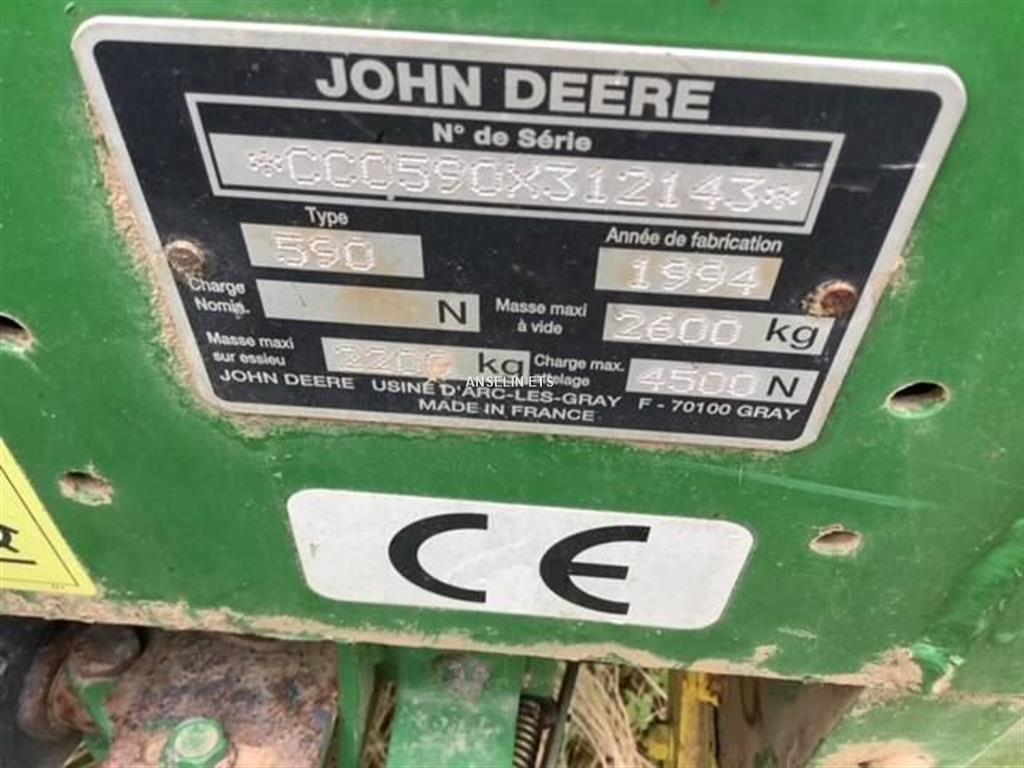 JOHN DEERE
N° de Série
*CCC590X312143*
Type
590
Année de fabrication
1994
Charge
Nomin.
N
Masse maxi
à vide
2600 kg
Masse maxi
sur essieu
2200 kg
Charge max.
4500 N
JOHN DEERE USINE D'ARC-LES-GRAY F - 70100 GRAY
MADE IN FRANCE
ANSELIN ETS
CE